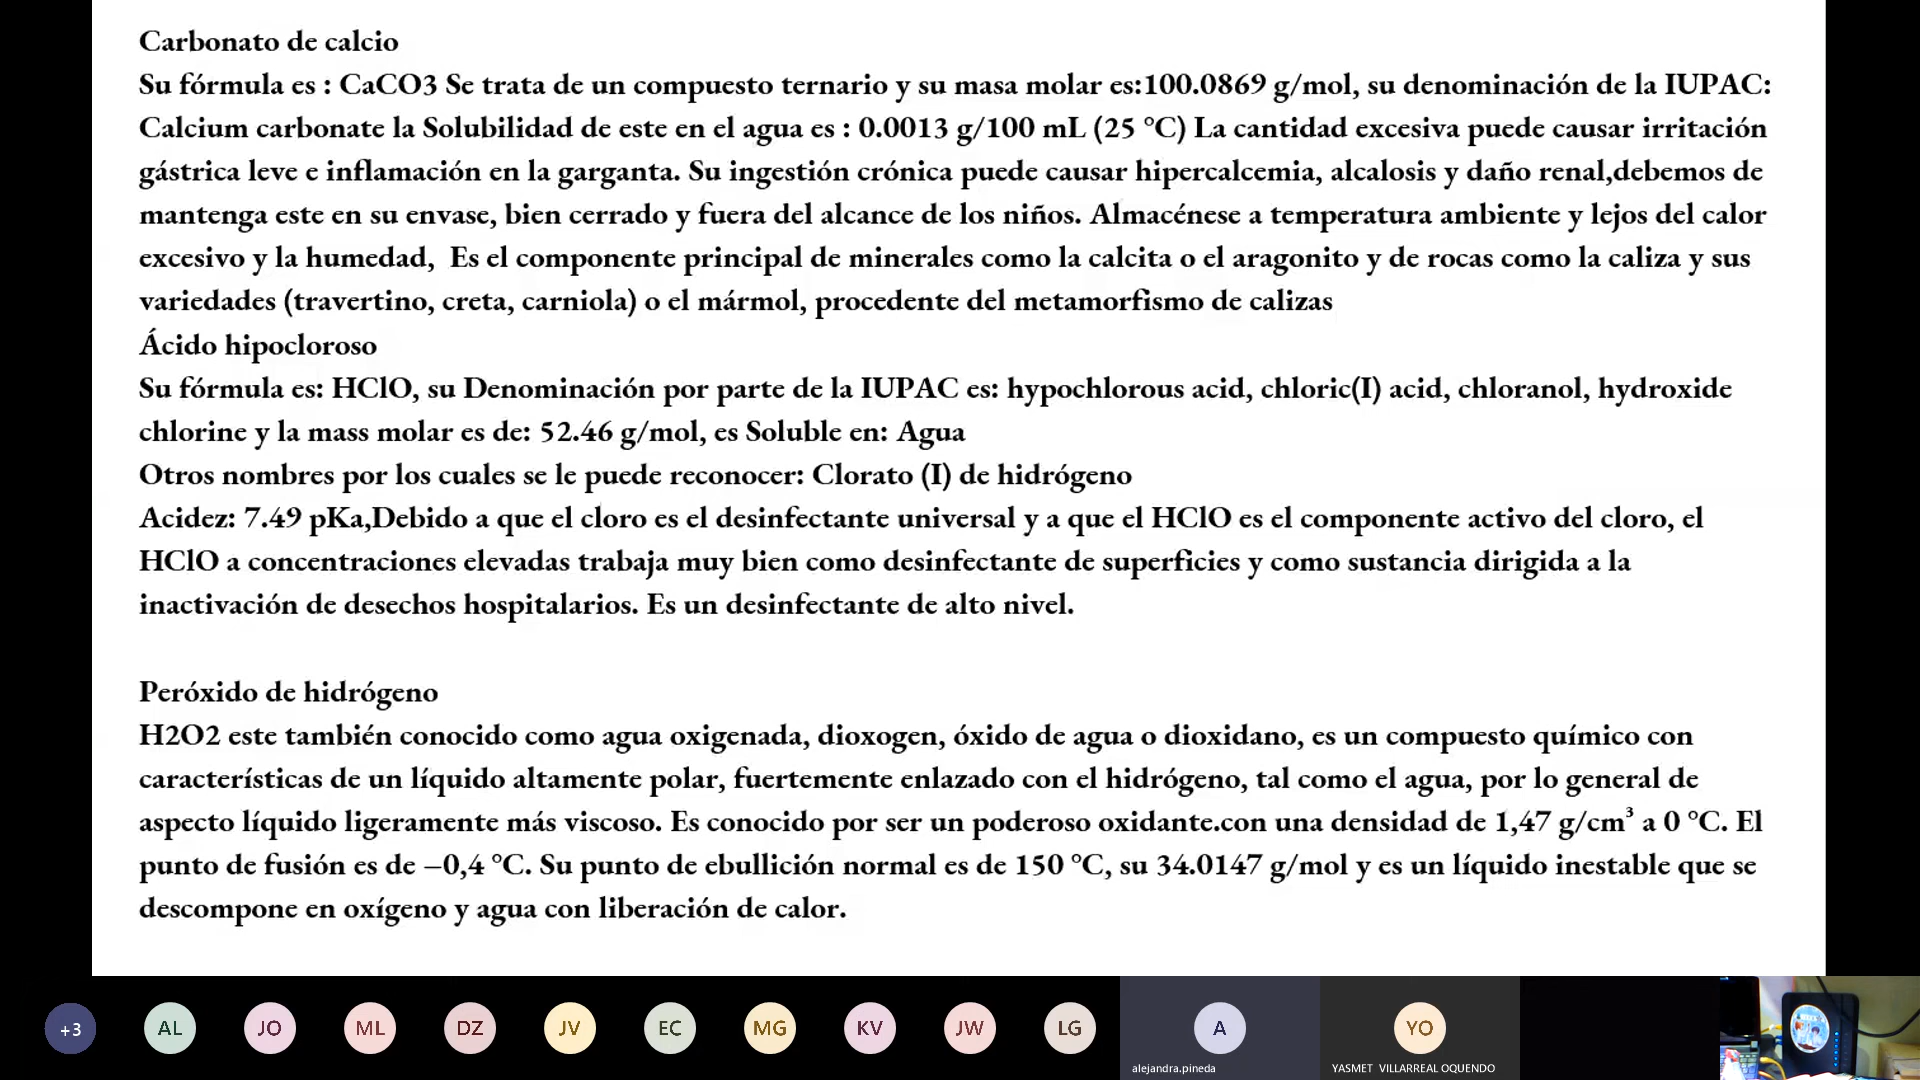 Carbonato de calcio
Su fórmula es : CaCO3 Se trata de un compuesto ternario y su masa molar es:100.0869 g/mol, su denominación de la IUPAC:
Calcium carbonate la Solubilidad de este en el agua es : 0.0013 g/100 mL (25 °C) La cantidad excesiva puede causar irritación
gástrica leve e inflamación en la garganta. Su ingestión crónica puede causar hipercalcemia, alcalosis y daño renal,debemos de
mantenga este en su envase, bien cerrado y fuera del alcance de los niños. Almacénese a temperatura ambiente y lejos del calor
excesivo y la humedad,  Es el componente principal de minerales como la calcita o el aragonito y de rocas como la caliza y sus
variedades (travertino, creta, carniola) o el mármol, procedente del metamorfismo de calizas
Ácido hipocloroso
Su fórmula es: HClO, su Denominación por parte de la IUPAC es: hypochlorous acid, chloric(I) acid, chloranol, hydroxide
chlorine y la mass molar es de: 52.46 g/mol, es Soluble en: Agua
Otros nombres por los cuales se le puede reconocer: Clorato (I) de hidrógeno
Acidez: 7.49 pKa,Debido a que el cloro es el desinfectante universal y a que el HClO es el componente activo del cloro, el
HClO a concentraciones elevadas trabaja muy bien como desinfectante de superficies y como sustancia dirigida a la
inactivación de desechos hospitalarios. Es un desinfectante de alto nivel.
Peróxido de hidrógeno
H2O2 este también conocido como agua oxigenada, dioxogen, óxido de agua o dioxidano, es un compuesto químico con
características de un líquido altamente polar, fuertemente enlazado con el hidrógeno, tal como el agua, por lo general de
aspecto líquido ligeramente más viscoso. Es conocido por ser un poderoso oxidante.con una densidad de 1,47 g/cm³ a 0 °C. El
punto de fusión es de –0,4 °C. Su punto de ebullición normal es de 150 °C, su 34.0147 g/mol y es un líquido inestable que se
descompone en oxígeno y agua con liberación de calor.
+3 AL JO ML DZ JV EC MG KV JW LG A YO
alejandra.pineda YASMET VILLARREAL OQUENDO